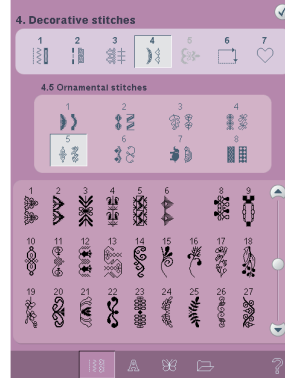 4. Decorative stitches
1 2 3 4 5 6 7
4.5 Ornamental stitches
1 2 3 4
5 6 7 8
1 2 3 4 5 6 8 9
10 11 12 13 14 15 16 17 18
19 20 21 22 23 24 25 26 27
A
?